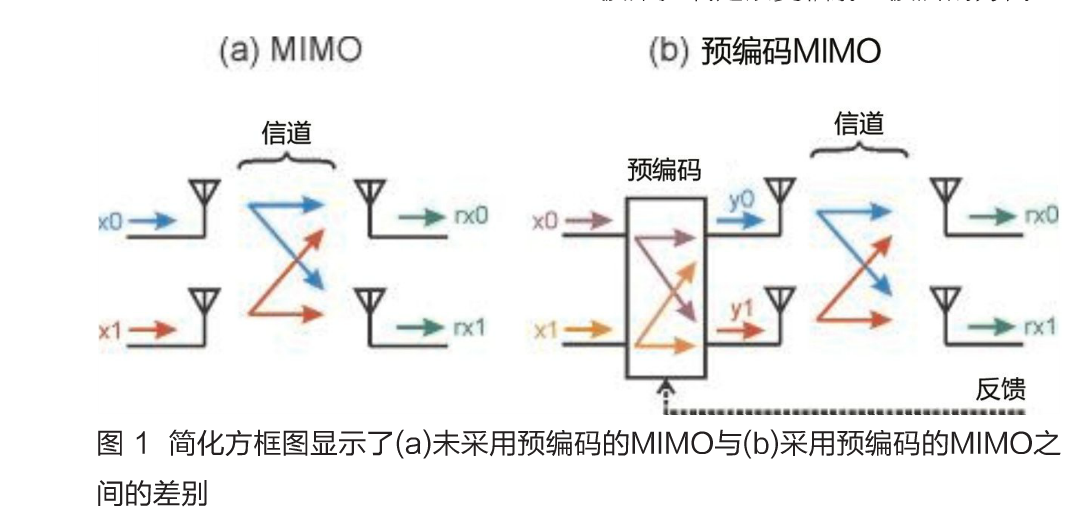 (a) MIMO
(b) 预编码MIMO
信道
信道
预编码
x0
rx0
x0
y0
rx0
x1
rx1
x1
y1
rx1
反馈
图 1 简化方框图显示了(a)未采用预编码的MIMO与(b)采用预编码的MIMO之
间的差别